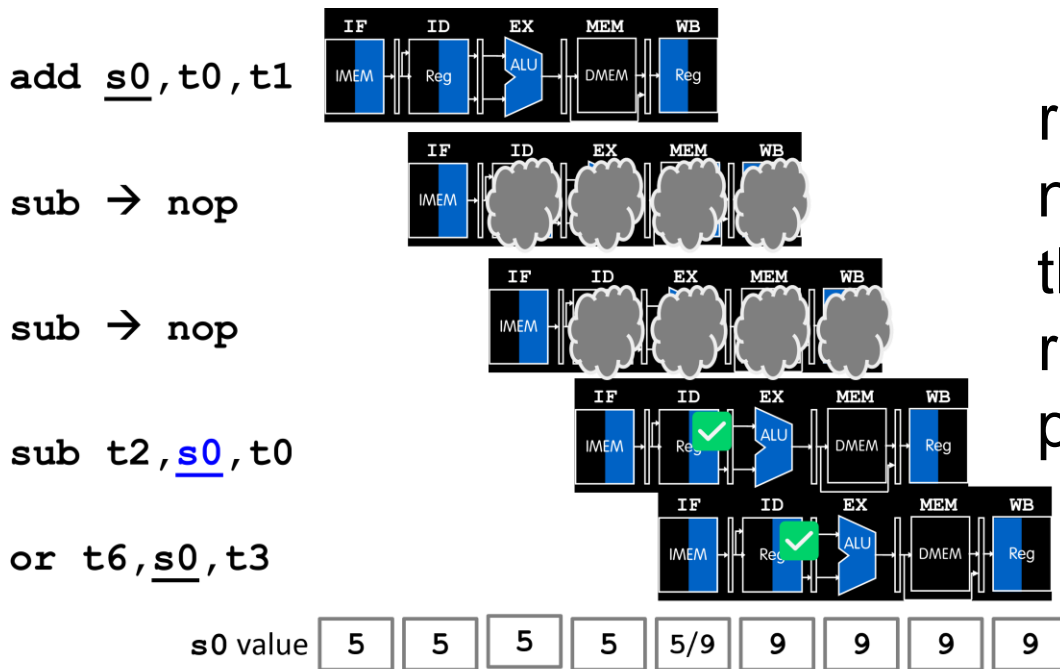 IF ID EX MEM WB
add s0,t0,t1
IMEM Reg ALU DMEM Reg
IF ID EX MEM WB
sub → nop
IMEM
IF ID EX MEM WB
sub → nop
IMEM
IF ID EX MEM WB
sub t2,s0,t0
IMEM Reg ALU DMEM Reg
IF ID EX MEM WB
or t6,s0,t3
IMEM Reg ALU DMEM Reg
s0 value 5 5 5 5 5/9 9 9 9 9